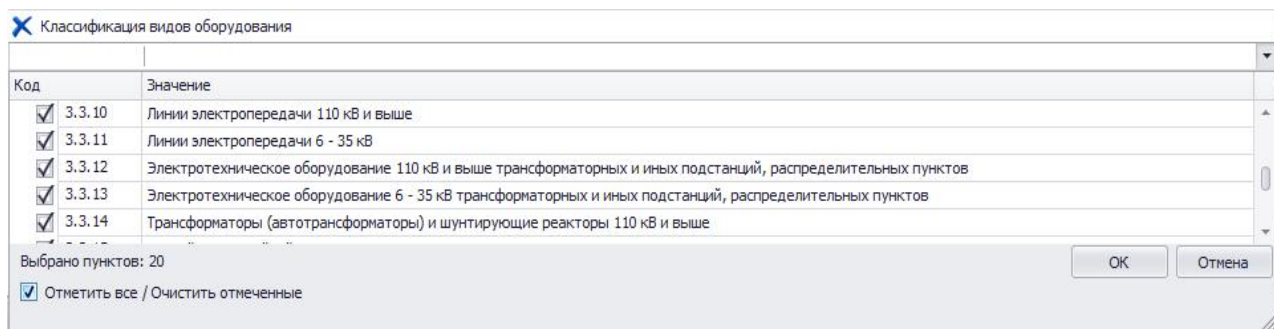 Классификация видов оборудования
Код Значение
3.3.10 Линии электропередачи 110 кВ и выше
3.3.11 Линии электропередачи 6 - 35 кВ
3.3.12 Электротехническое оборудование 110 кВ и выше трансформаторных и иных подстанций, распределительных пунктов
3.3.13 Электротехническое оборудование 6 - 35 кВ трансформаторных и иных подстанций, распределительных пунктов
3.3.14 Трансформаторы (автотрансформаторы) и шунтирующие реакторы 110 кВ и выше
Выбрано пунктов: 20 ОК Отмена
Отметить все / Очистить отмеченные